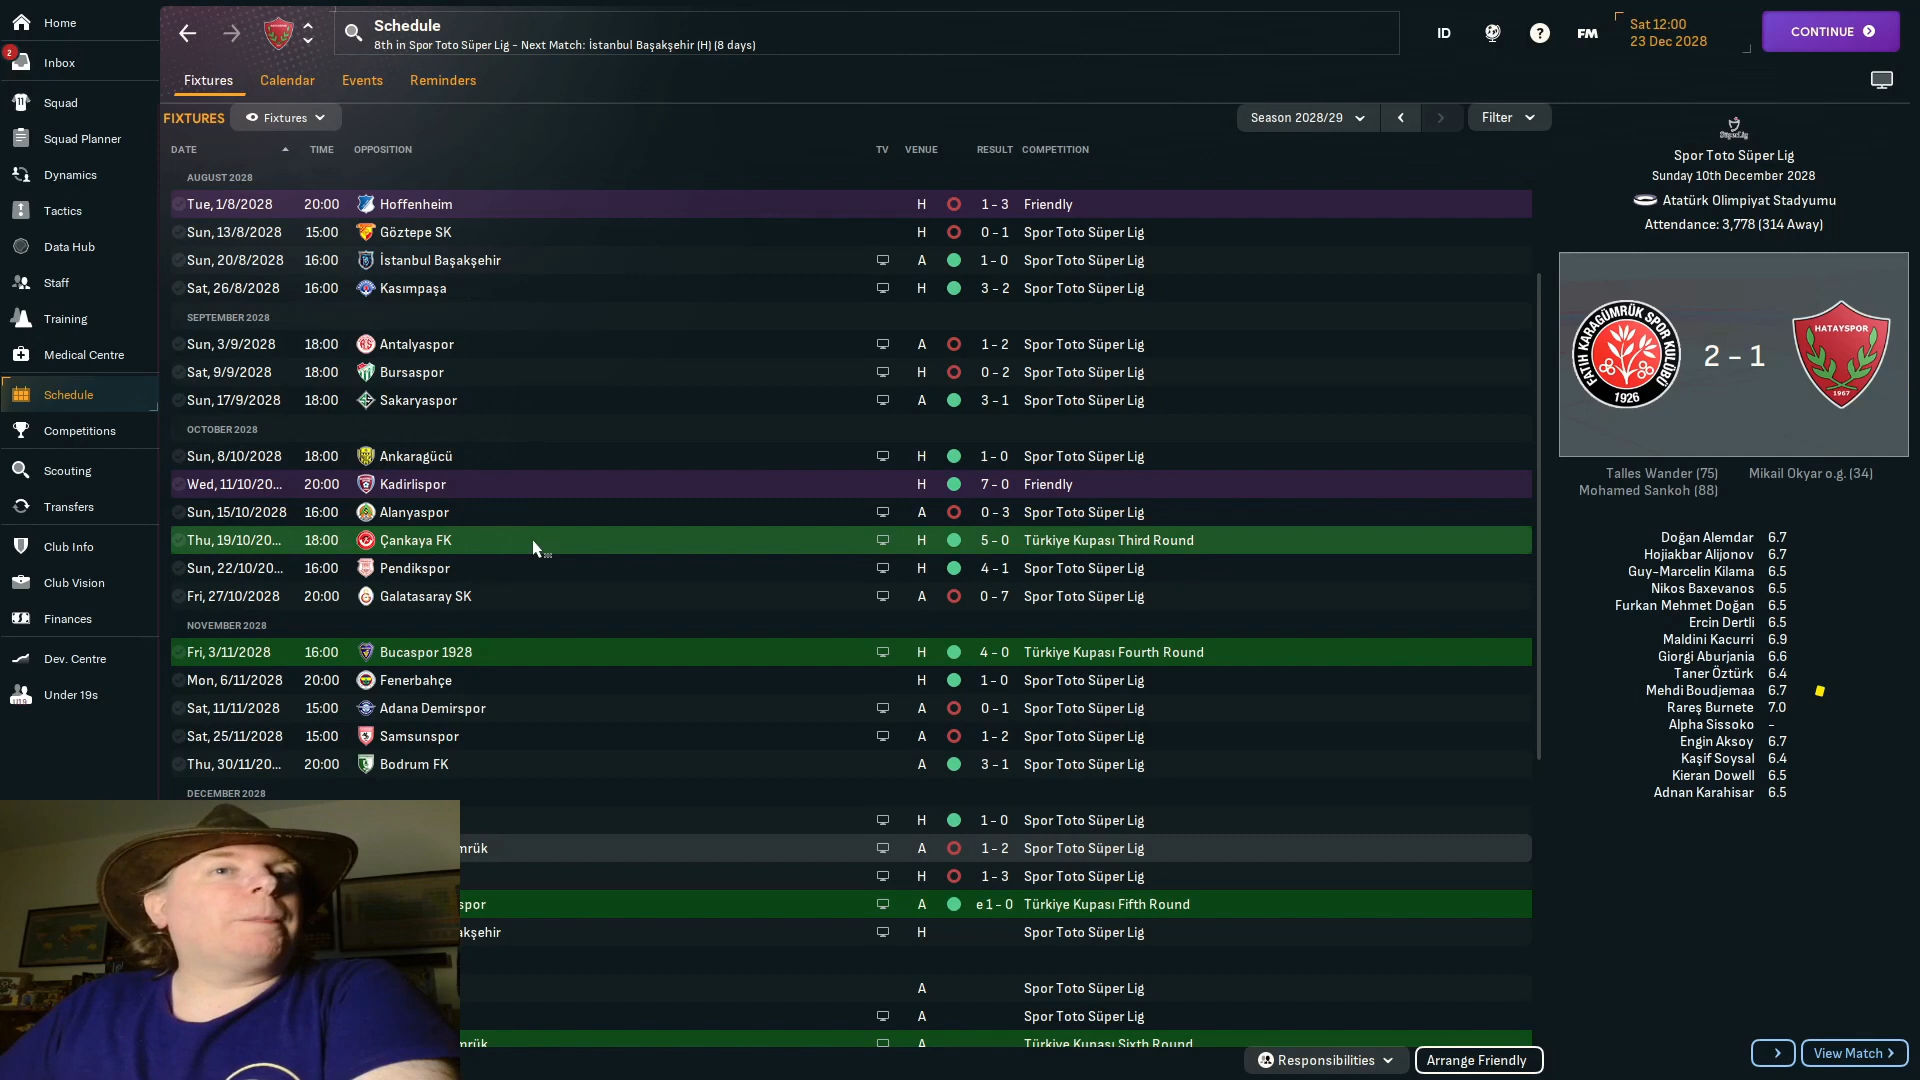 Home
2
Inbox
Squad
Squad Planner
Dynamics
Tactics
Data Hub
Staff
Training
Medical Centre
Schedule
Competitions
Scouting
Transfers
Club Info
Club Vision
Finances
Dev. Centre
Under 19s
Schedule
8th in Spor Toto Süper Lig - Next Match: İstanbul Başakşehir (H) (8 days)
ID
?
FM
Sat 12:00
23 Dec 2028
CONTINUE
Fixtures Calendar Events Reminders
FIXTURES Fixtures Season 2028/29 Filter
DATE TIME OPPOSITION TV VENUE RESULT COMPETITION
AUGUST 2028
Tue, 1/8/2028 20:00 Hoffenheim H 1 - 3 Friendly
Sun, 13/8/2028 15:00 Göztepe SK H 0 - 1 Spor Toto Süper Lig
Sun, 20/8/2028 16:00 İstanbul Başakşehir A 1 - 0 Spor Toto Süper Lig
Sat, 26/8/2028 16:00 Kasımpaşa H 3 - 2 Spor Toto Süper Lig
SEPTEMBER 2028
Sun, 3/9/2028 18:00 Antalyaspor A 1 - 2 Spor Toto Süper Lig
Sat, 9/9/2028 18:00 Bursaspor H 0 - 2 Spor Toto Süper Lig
Sun, 17/9/2028 18:00 Sakaryaspor A 3 - 1 Spor Toto Süper Lig
OCTOBER 2028
Sun, 8/10/2028 18:00 Ankaragücü H 1 - 0 Spor Toto Süper Lig
Wed, 11/10/20... 20:00 Kadirlispor H 7 - 0 Friendly
Sun, 15/10/2028 16:00 Alanyaspor A 0 - 3 Spor Toto Süper Lig
Thu, 19/10/20... 18:00 Çankaya FK H 5 - 0 Türkiye Kupası Third Round
Sun, 22/10/20... 16:00 Pendikspor H 4 - 1 Spor Toto Süper Lig
Fri, 27/10/2028 20:00 Galatasaray SK A 0 - 7 Spor Toto Süper Lig
NOVEMBER 2028
Fri, 3/11/2028 16:00 Bucaspor 1928 H 4 - 0 Türkiye Kupası Fourth Round
Mon, 6/11/2028 20:00 Fenerbahçe H 1 - 0 Spor Toto Süper Lig
Sat, 11/11/2028 15:00 Adana Demirspor A 0 - 1 Spor Toto Süper Lig
Sat, 25/11/2028 15:00 Samsunspor A 1 - 2 Spor Toto Süper Lig
Thu, 30/11/20... 20:00 Bodrum FK A 3 - 1 Spor Toto Süper Lig
DECEMBER 2028
H 1 - 0 Spor Toto Süper Lig
mrük A 1 - 2 Spor Toto Süper Lig
H 1 - 3 Spor Toto Süper Lig
spor A e 1 - 0 Türkiye Kupası Fifth Round
akşehir H Spor Toto Süper Lig
A Spor Toto Süper Lig
A Spor Toto Süper Lig
mrük A Türkiye Kupası Sixth Round
Responsibilities Arrange Friendly
SüperLig
Spor Toto Süper Lig
Sunday 10th December 2028
Atatürk Olimpiyat Stadyumu
Attendance: 3,778 (314 Away)
FATİH KARAGÜMRÜK SPOR KULÜBÜ
1926
2 - 1
HATAYSPOR
1967
Talles Wander (75) Mikail Okyar o.g. (34)
Mohamed Sankoh (88)
Doğan Alemdar 6.7
Hojiakbar Alijonov 6.7
Guy-Marcelin Kilama 6.5
Nikos Baxevanos 6.5
Furkan Mehmet Doğan 6.5
Ercin Dertli 6.5
Maldini Kacurri 6.9
Giorgi Aburjania 6.6
Taner Öztürk 6.4
Mehdi Boudjemaa 6.7
Rareş Burnete 7.0
Alpha Sissoko -
Engin Aksoy 6.7
Kaşif Soysal 6.4
Kieran Dowell 6.5
Adnan Karahisar 6.5
View Match